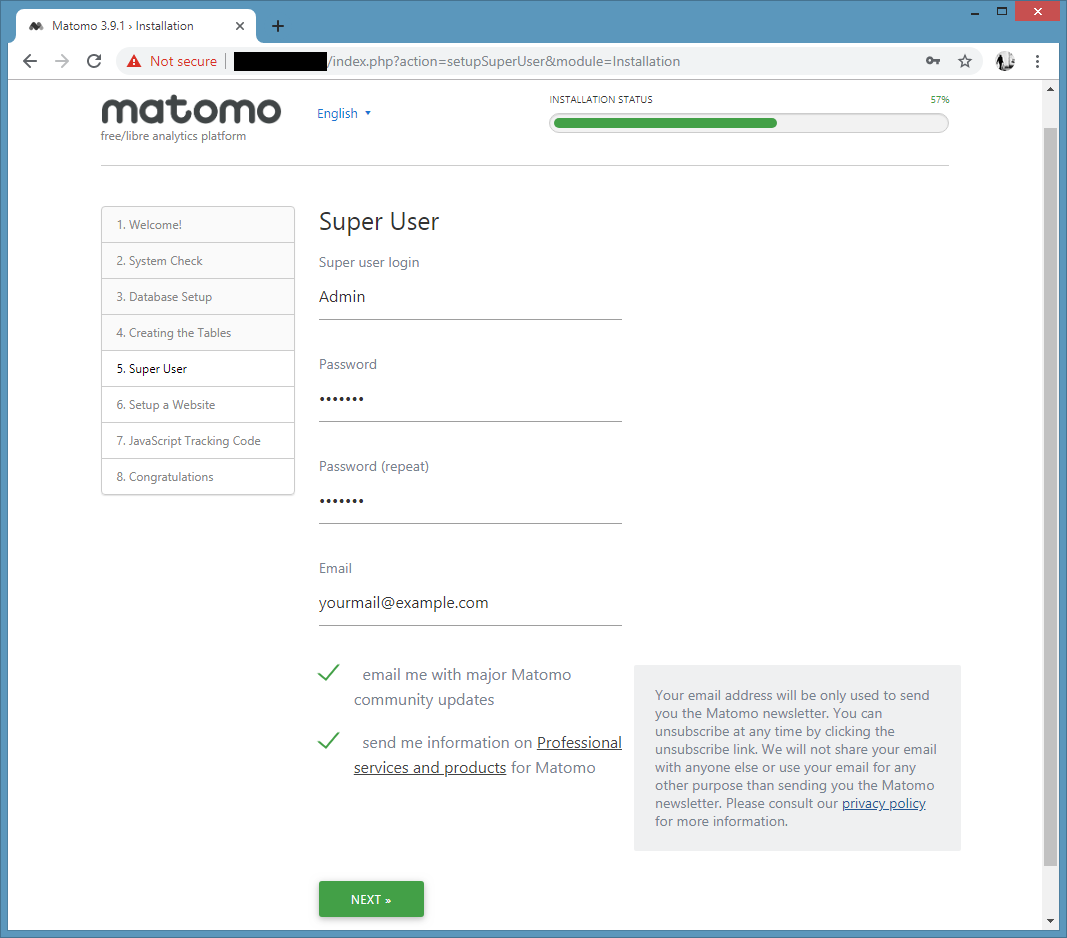 Matomo 3.9.1 › Installation
Not secure
/index.php?action=setupSuperUser&module=Installation
matomo
free/libre analytics platform
English
INSTALLATION STATUS 57%
1. Welcome!
2. System Check
3. Database Setup
4. Creating the Tables
5. Super User
6. Setup a Website
7. JavaScript Tracking Code
8. Congratulations
Super User
Super user login
Admin
Password
•••••••
Password (repeat)
•••••••
Email
yourmail@example.com
email me with major Matomo
community updates
send me information on Professional
services and products for Matomo
Your email address will be only used to send
you the Matomo newsletter. You can
unsubscribe at any time by clicking the
unsubscribe link. We will not share your email
with anyone else or use your email for any
other purpose than sending you the Matomo
newsletter. Please consult our privacy policy
for more information.
NEXT »